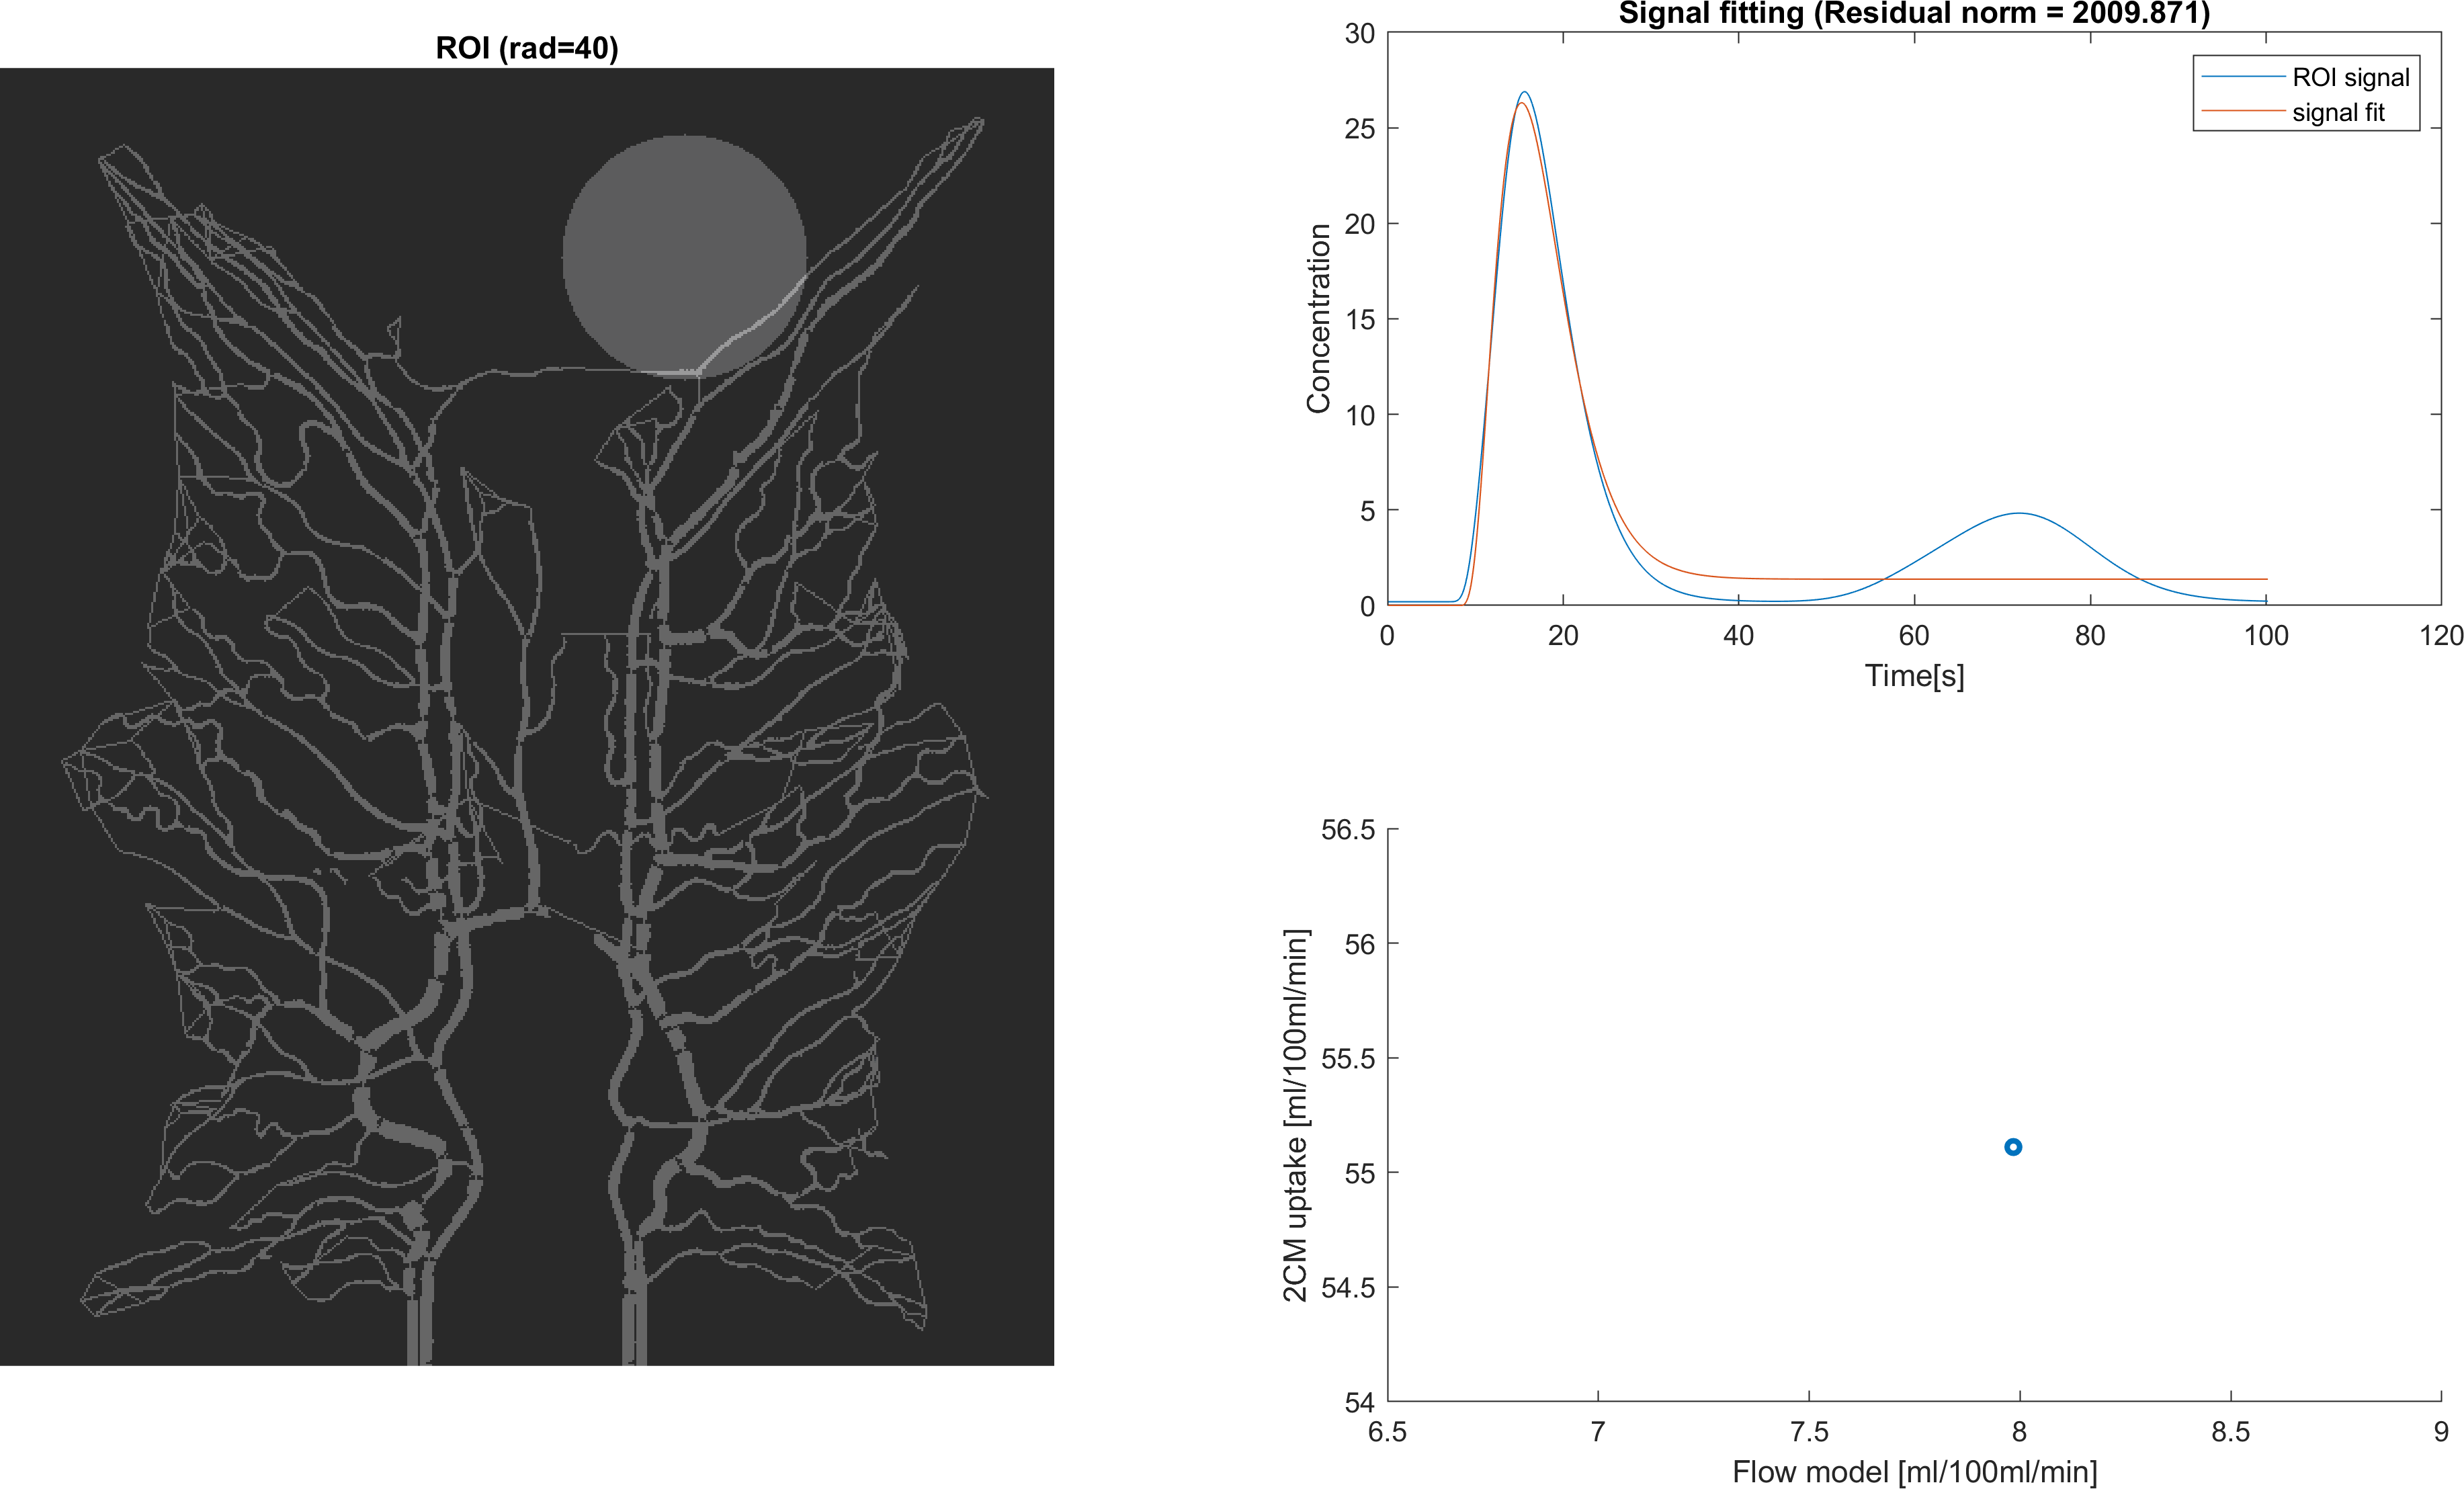 ROI (rad=40)
Signal fitting (Residual norm = 2009.871)
30
25
20
15
10
5
0
Concentration
ROI signal
signal fit
0 20 40 60 80 100 120
Time[s]
56.5
56
55.5
55
54.5
54
2CM uptake [ml/100ml/min]
6.5 7 7.5 8 8.5 9
Flow model [ml/100ml/min]